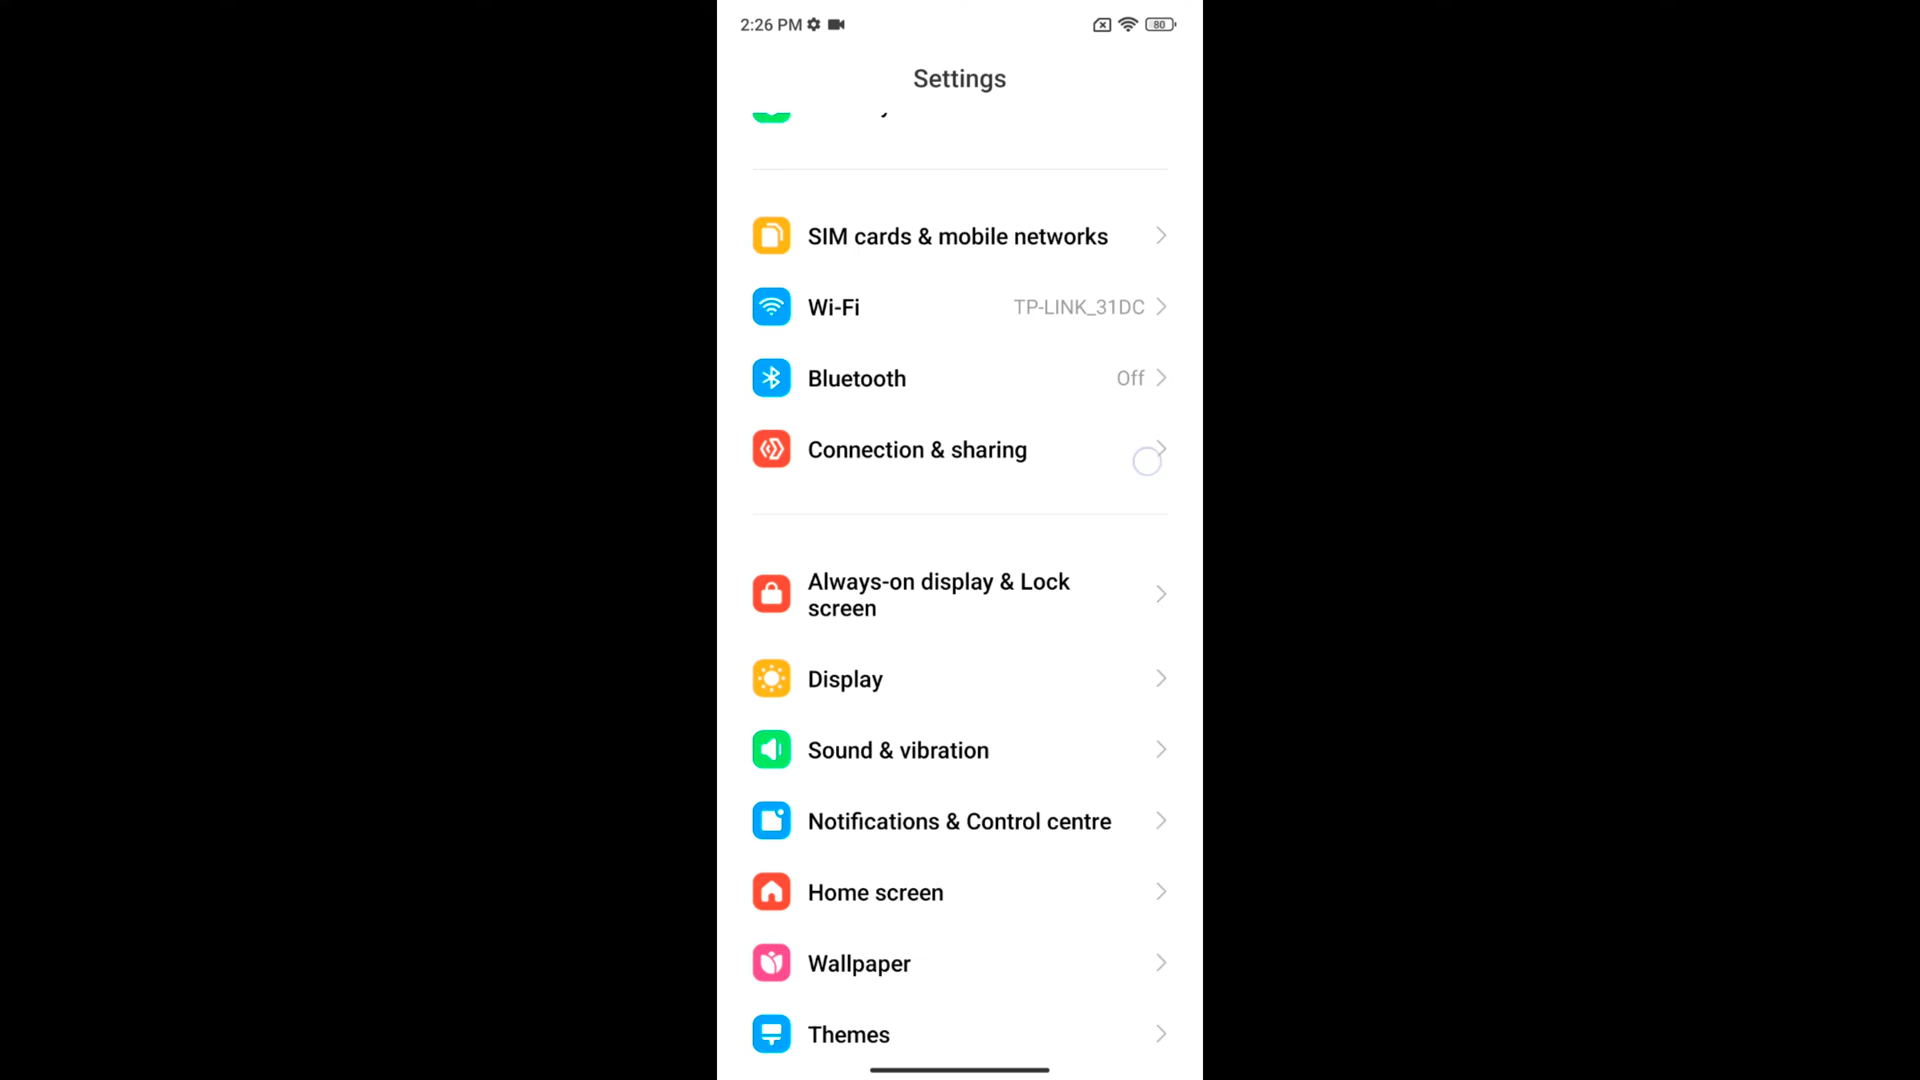 2:26 PM
80
Settings
SIM cards & mobile networks
Wi-Fi TP-LINK_31DC
Bluetooth Off
Connection & sharing
Always-on display & Lock
screen
Display
Sound & vibration
Notifications & Control centre
Home screen
Wallpaper
Themes